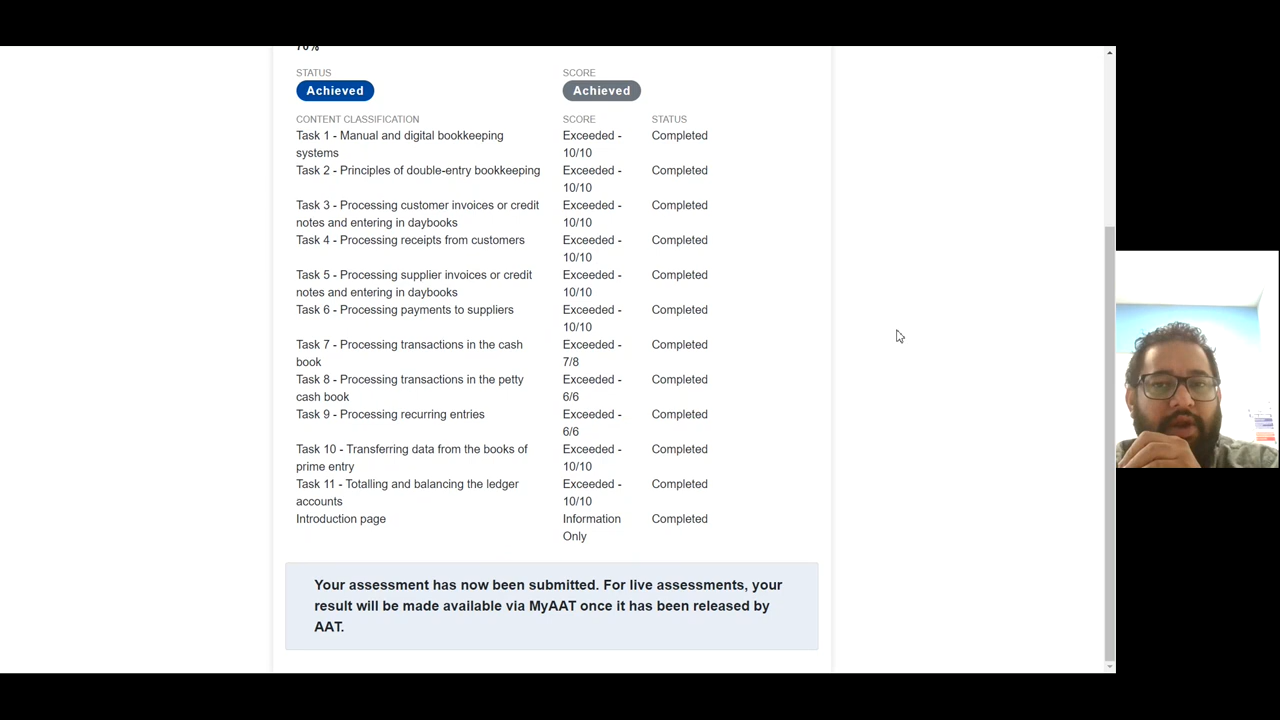 70%
STATUS SCORE
Achieved Achieved
CONTENT CLASSIFICATION SCORE STATUS
Task 1 - Manual and digital bookkeeping Exceeded - Completed
systems 10/10
Task 2 - Principles of double-entry bookkeeping Exceeded - Completed
10/10
Task 3 - Processing customer invoices or credit Exceeded - Completed
notes and entering in daybooks 10/10
Task 4 - Processing receipts from customers Exceeded - Completed
10/10
Task 5 - Processing supplier invoices or credit Exceeded - Completed
notes and entering in daybooks 10/10
Task 6 - Processing payments to suppliers Exceeded - Completed
10/10
Task 7 - Processing transactions in the cash Exceeded - Completed
book 7/8
Task 8 - Processing transactions in the petty Exceeded - Completed
cash book 6/6
Task 9 - Processing recurring entries Exceeded - Completed
6/6
Task 10 - Transferring data from the books of Exceeded - Completed
prime entry 10/10
Task 11 - Totalling and balancing the ledger Exceeded - Completed
accounts 10/10
Introduction page Information Completed
Only
Your assessment has now been submitted. For live assessments, your
result will be made available via MyAAT once it has been released by
AAT.